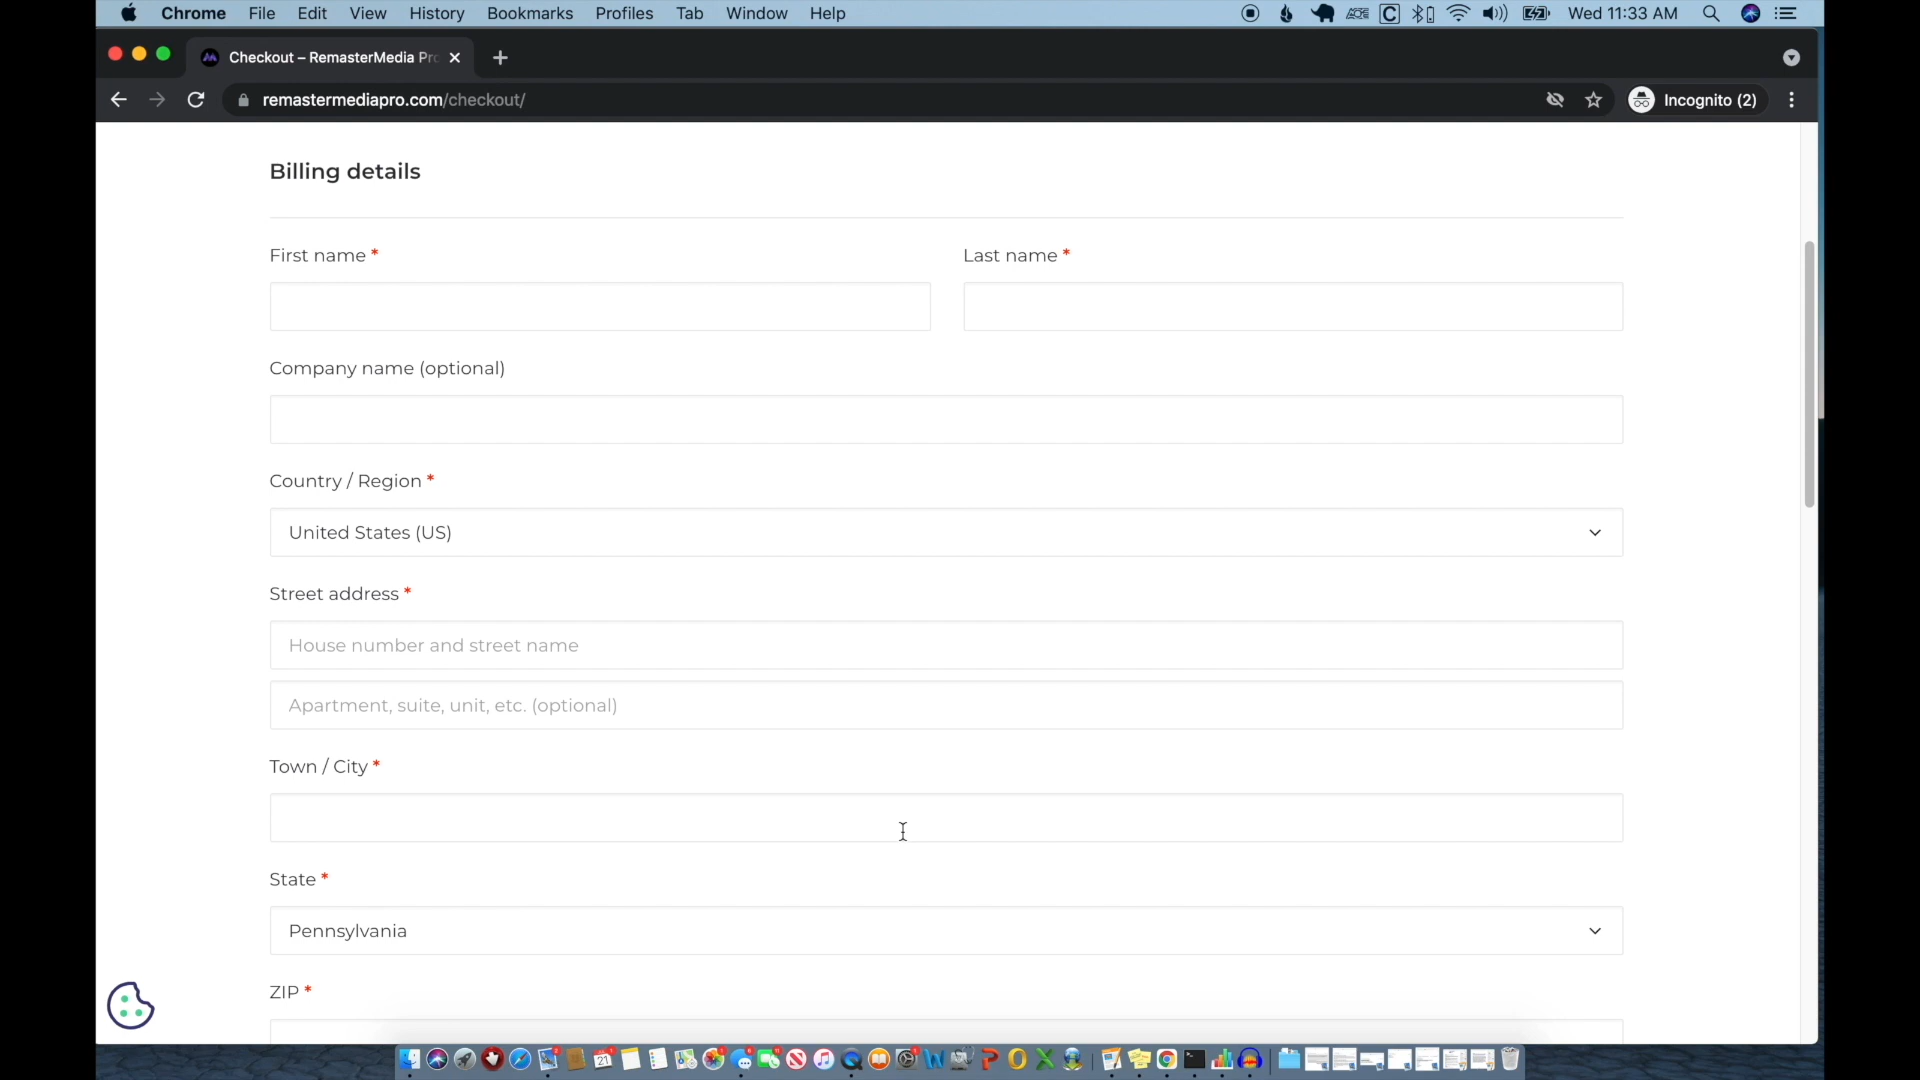 Chrome File Edit View History Bookmarks Profiles Tab Window Help Wed 11:33 AM
Checkout – RemasterMedia Pro
remastermediapro.com/checkout/ Incognito (2)
Billing details
First name * Last name *
Company name (optional)
Country / Region *
United States (US)
Street address *
House number and street name
Apartment, suite, unit, etc. (optional)
Town / City *
State *
Pennsylvania
ZIP *